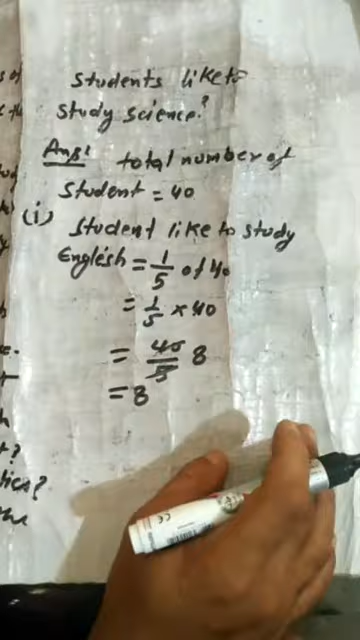 students like to
study science?
Ans: total number of
Student = 40
(i) Student like to study
English = 1/5 of 40
= 1/5 × 40
= 40/5 8
= 8